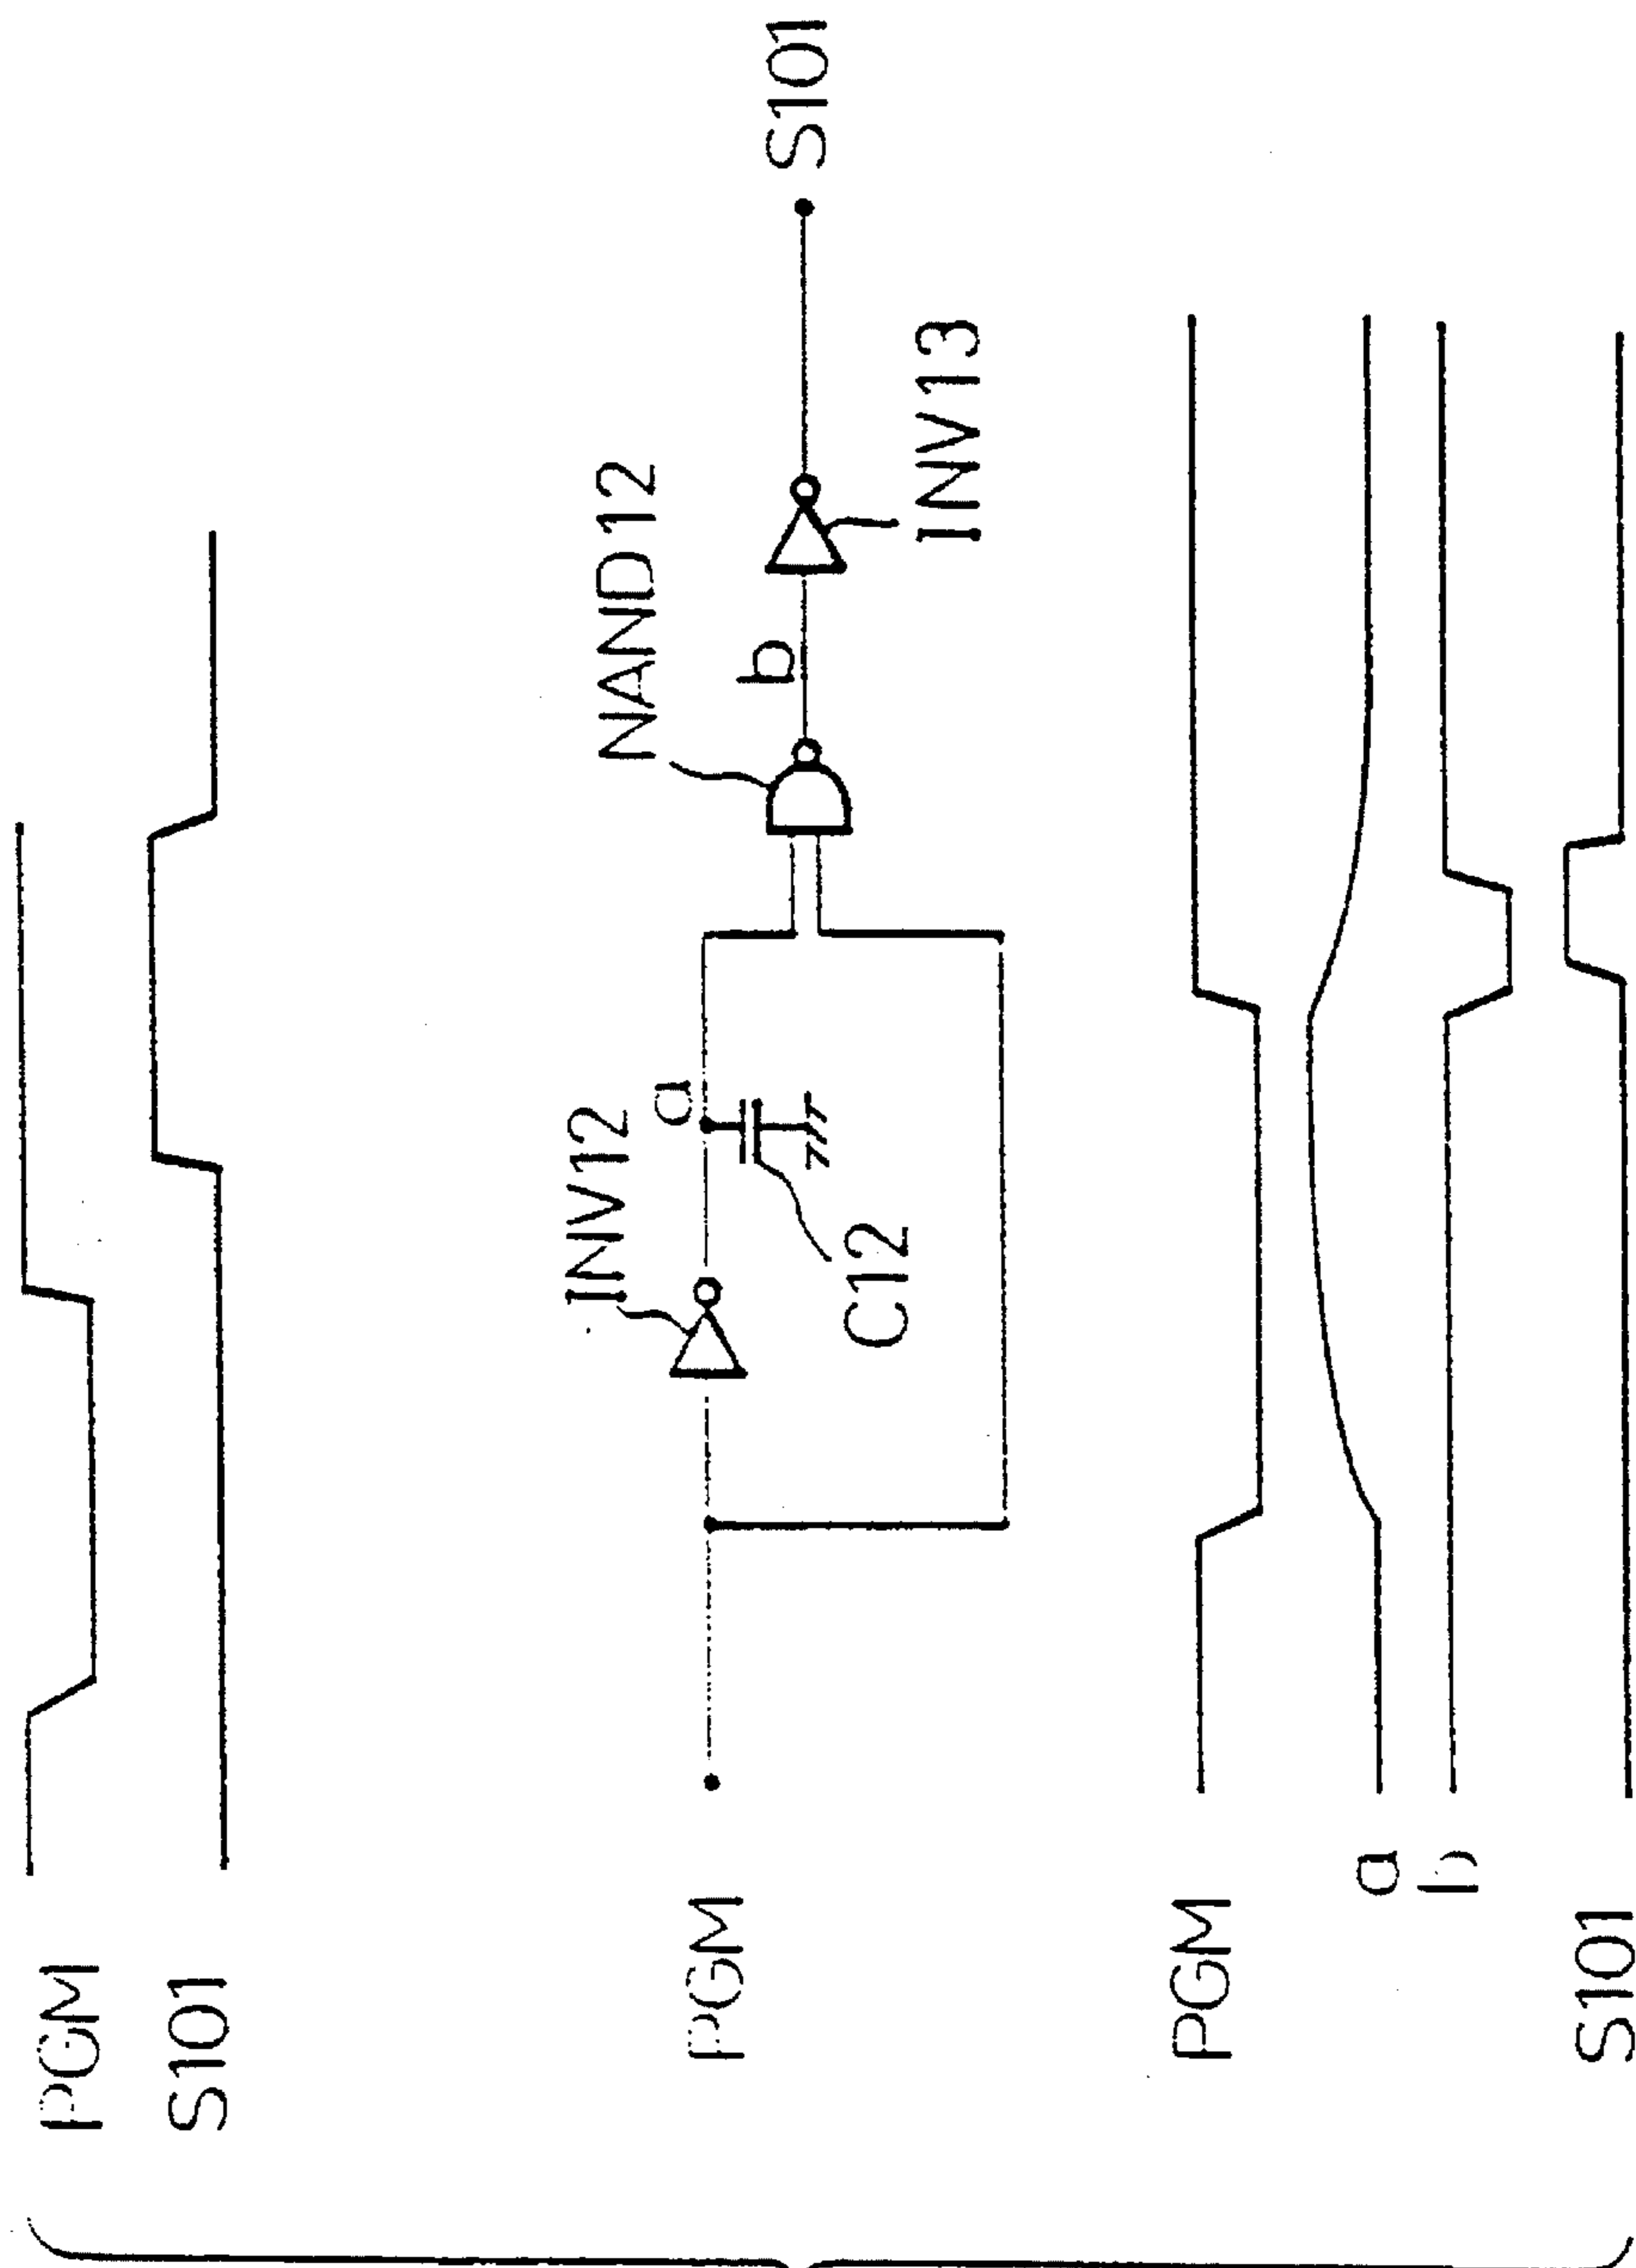 PGM
S101
PGM
INV12
a
C12
NAND12
b
INV13
S101
PGM
a
b
S101